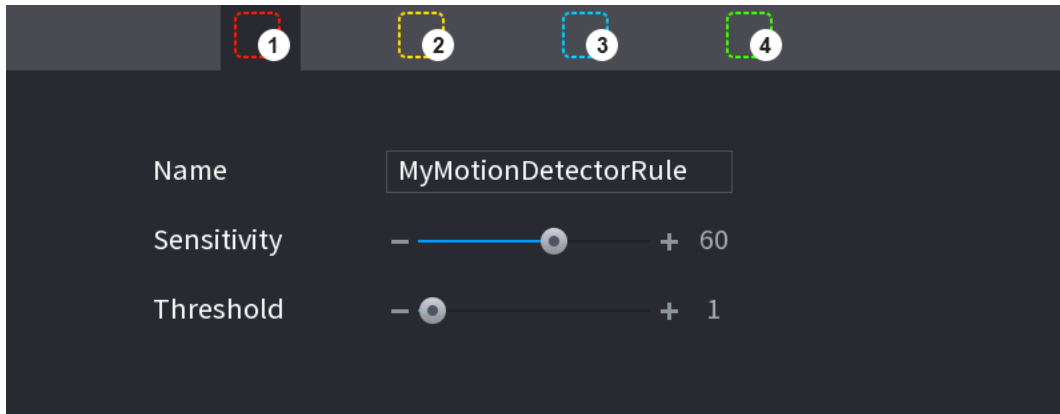 1 2 3 4
Name MyMotionDetectorRule
Sensitivity − + 60
Threshold − + 1